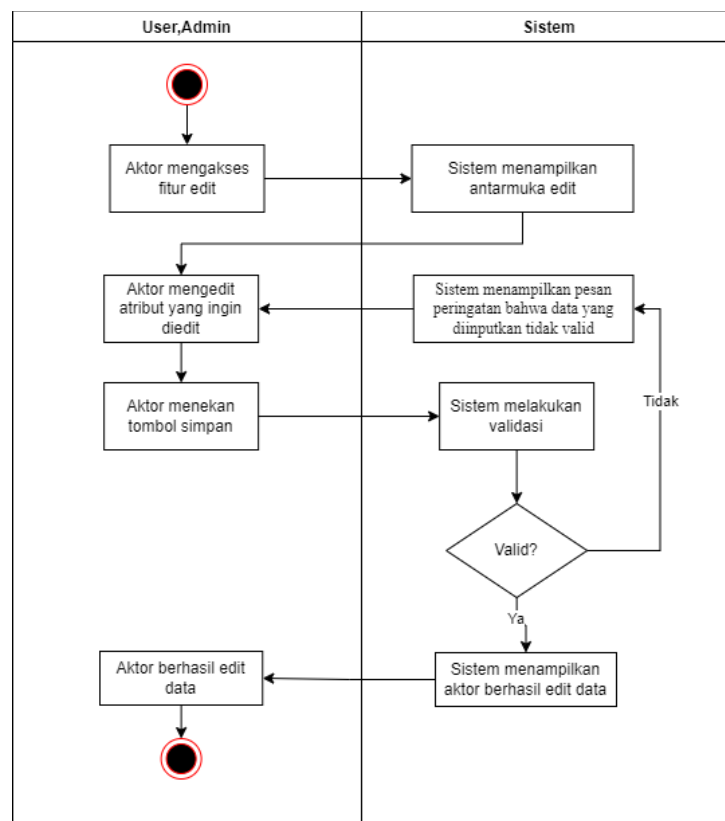 User,Admin
Sistem
Aktor mengakses
fitur edit
Sistem menampilkan
antarmuka edit
Aktor mengedit
atribut yang ingin
diedit
Sistem menampilkan pesan
peringatan bahwa data yang
diinputkan tidak valid
Aktor menekan
tombol simpan
Sistem melakukan
validasi
Tidak
Valid?
Ya
Aktor berhasil edit
data
Sistem menampilkan
aktor berhasil edit data